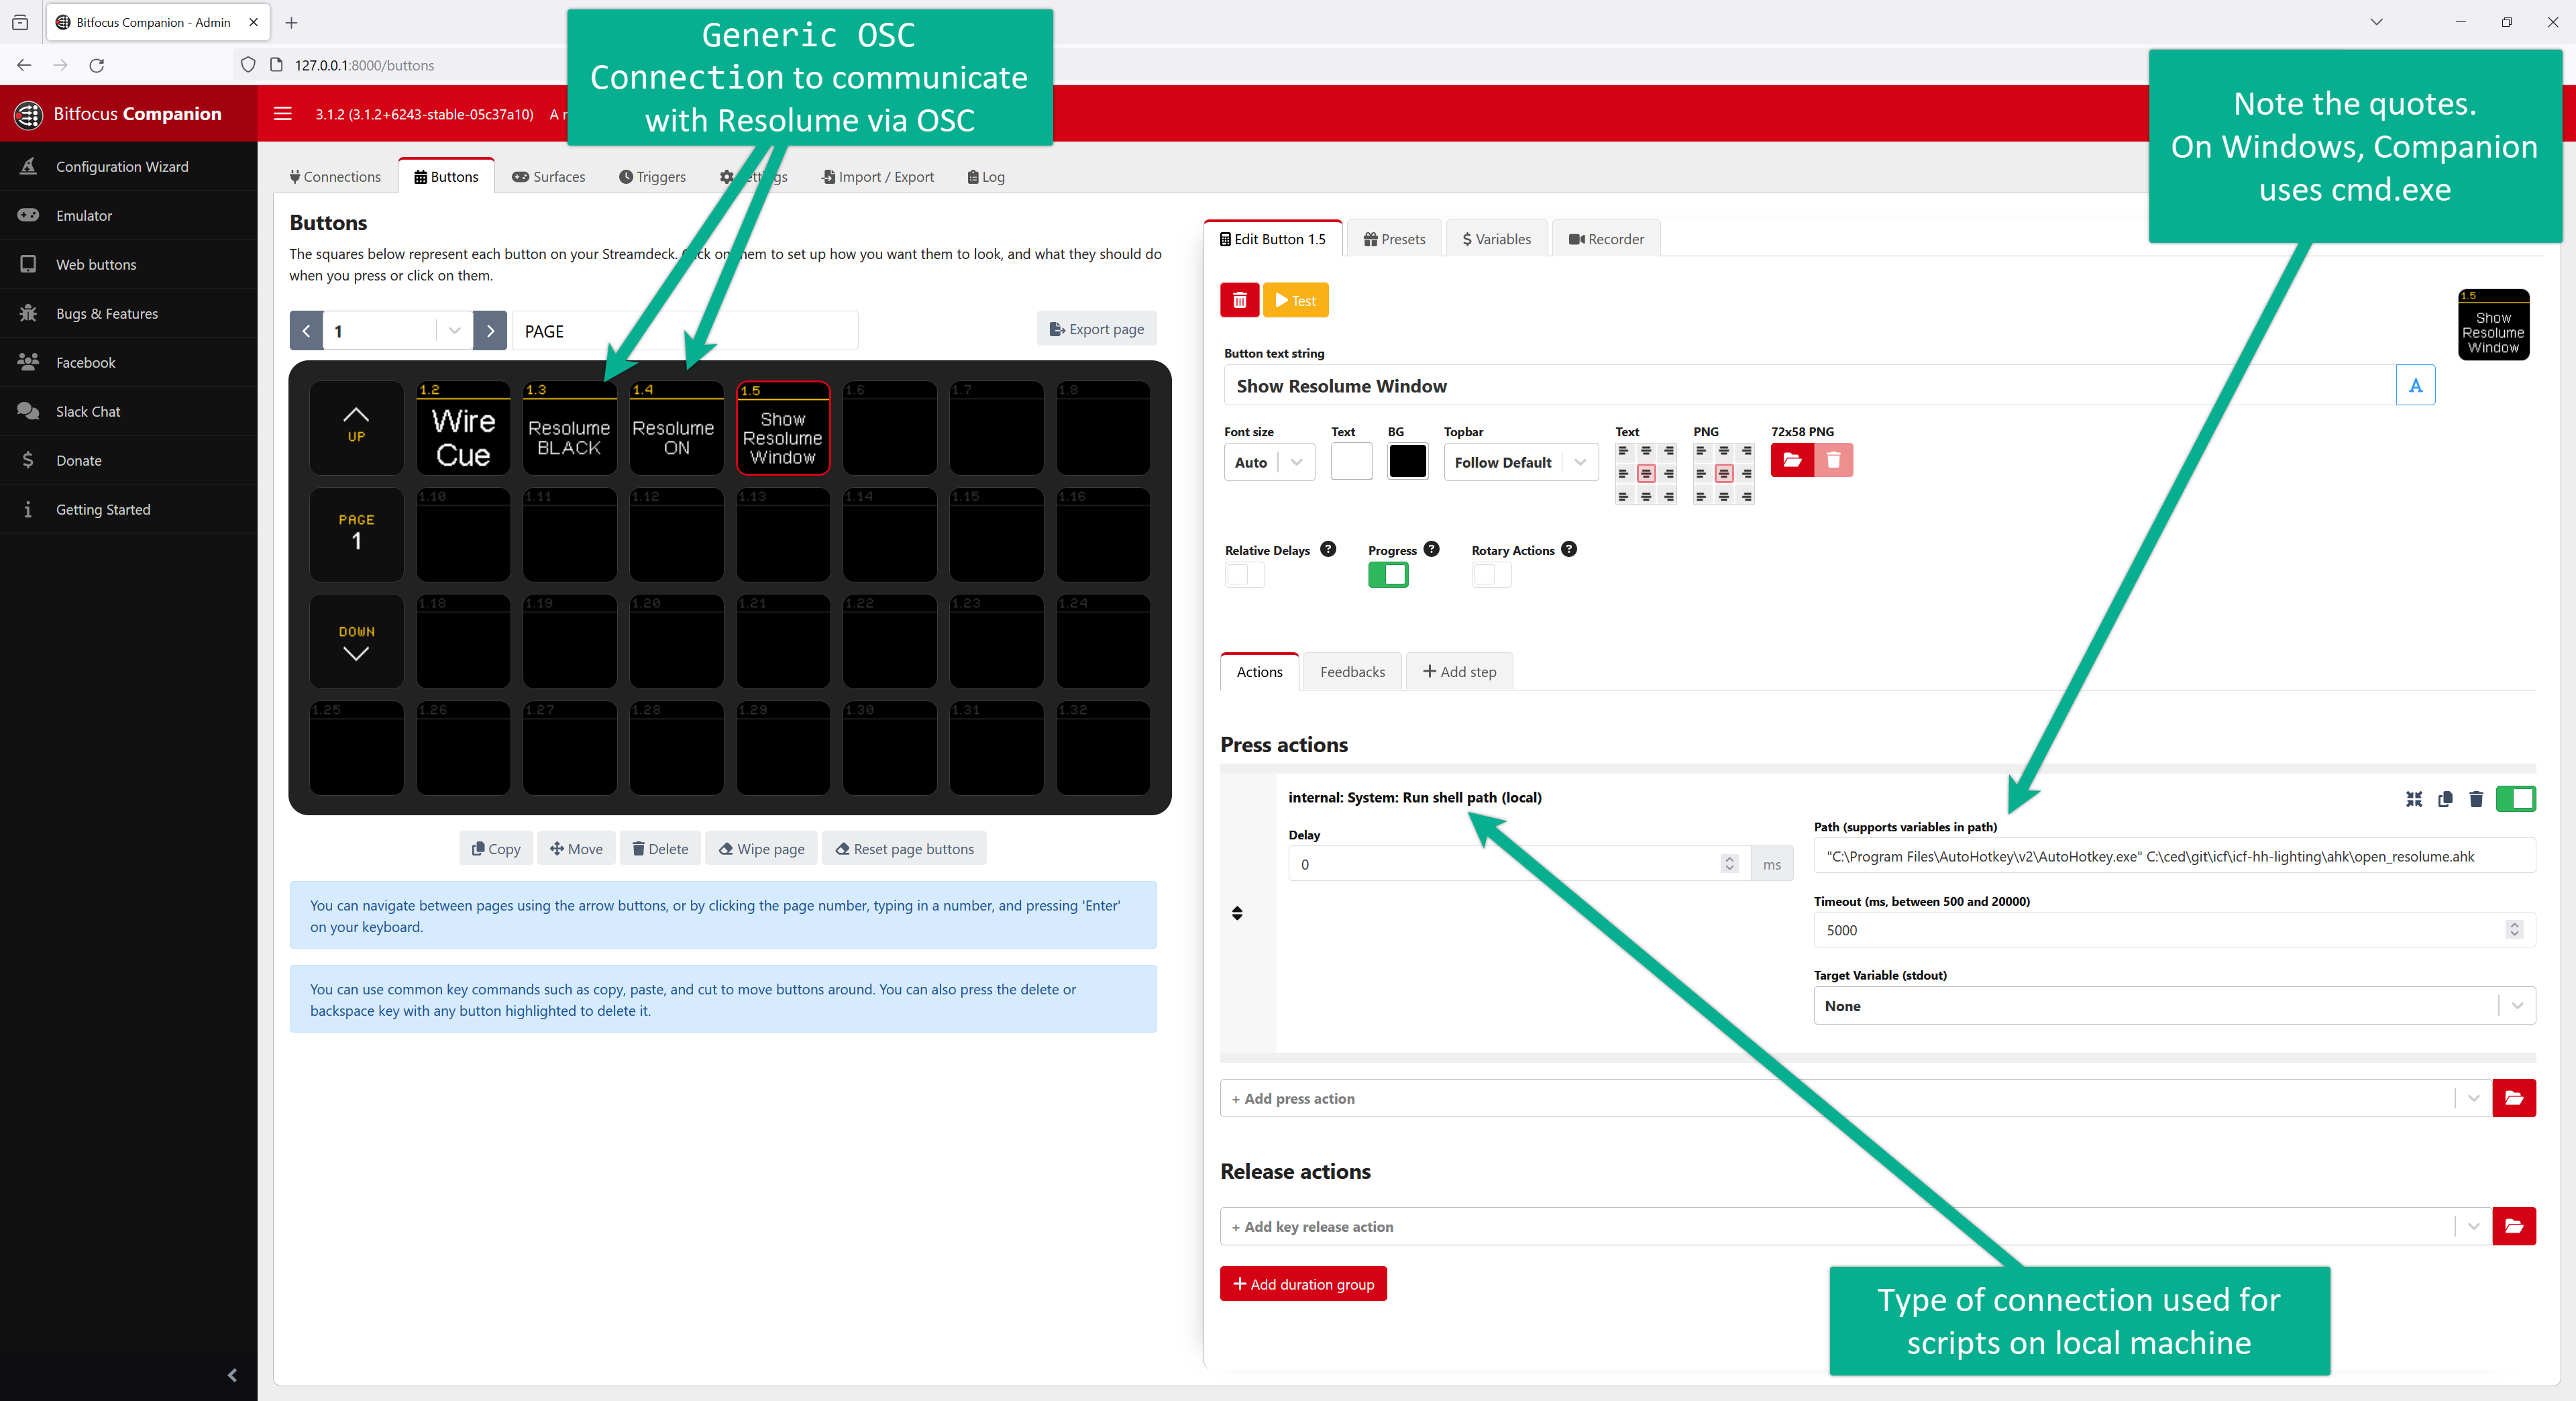 Bitfocus Companion - Admin
127.0.0.1:8000/buttons
Generic OSC
Connection to communicate
with Resolume via OSC
Note the quotes.
On Windows, Companion
uses cmd.exe
Bitfocus Companion
3.1.2 (3.1.2+6243-stable-05c37a10)
Configuration Wizard
Emulator
Web buttons
Bugs & Features
Facebook
Slack Chat
Donate
Getting Started
Connections
Buttons
Surfaces
Triggers
Import / Export
Log
Buttons
The squares below represent each button on your Streamdeck. on them to set up how you want them to look, and what they should do
when you press or click on them.
1
PAGE
Export page
UP
1.2
Wire
Cue
1.3
Resolume
BLACK
1.4
Resolume
ON
1.5
Show
Resolume
Window
1.6
1.7
1.8
PAGE
1
1.10
1.11
1.12
1.13
1.14
1.15
1.16
DOWN
1.18
1.19
1.20
1.21
1.22
1.23
1.24
1.25
1.26
1.27
1.28
1.29
1.30
1.31
1.32
Copy
Move
Delete
Wipe page
Reset page buttons
You can navigate between pages using the arrow buttons, or by clicking the page number, typing in a number, and pressing 'Enter'
on your keyboard.
You can use common key commands such as copy, paste, and cut to move buttons around. You can also press the delete or
backspace key with any button highlighted to delete it.
Edit Button 1.5
Presets
$ Variables
Recorder
Test
1.5
Show
Resolume
Window
Button text string
Show Resolume Window
A
Font size
Text
BG
Topbar
Text
PNG
72x58 PNG
Auto
Follow Default
Relative Delays ?
Progress ?
Rotary Actions ?
Actions
Feedbacks
+ Add step
Press actions
internal: System: Run shell path (local)
Delay
0
ms
Path (supports variables in path)
"C:\Program Files\AutoHotkey\v2\AutoHotkey.exe" C:\ced\git\icf\icf-hh-lighting\ahk\open_resolume.ahk
Timeout (ms, between 500 and 20000)
5000
Target Variable (stdout)
None
+ Add press action
Release actions
+ Add key release action
+ Add duration group
Type of connection used for
scripts on local machine